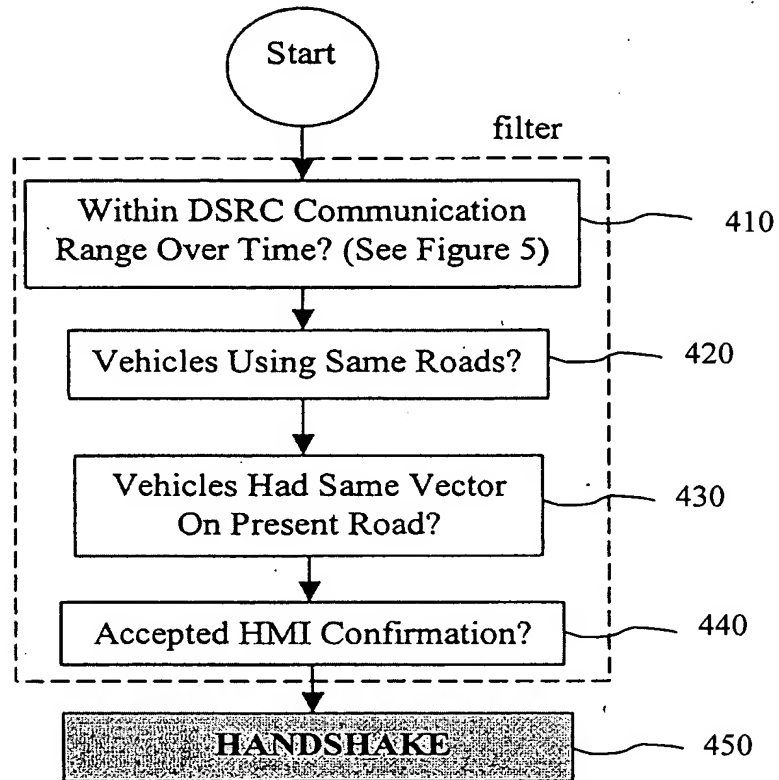 Start
filter
Within DSRC Communication
Range Over Time? (See Figure 5)
410
Vehicles Using Same Roads?
420
Vehicles Had Same Vector
On Present Road?
430
Accepted HMI Confirmation?
440
HANDSHAKE
450